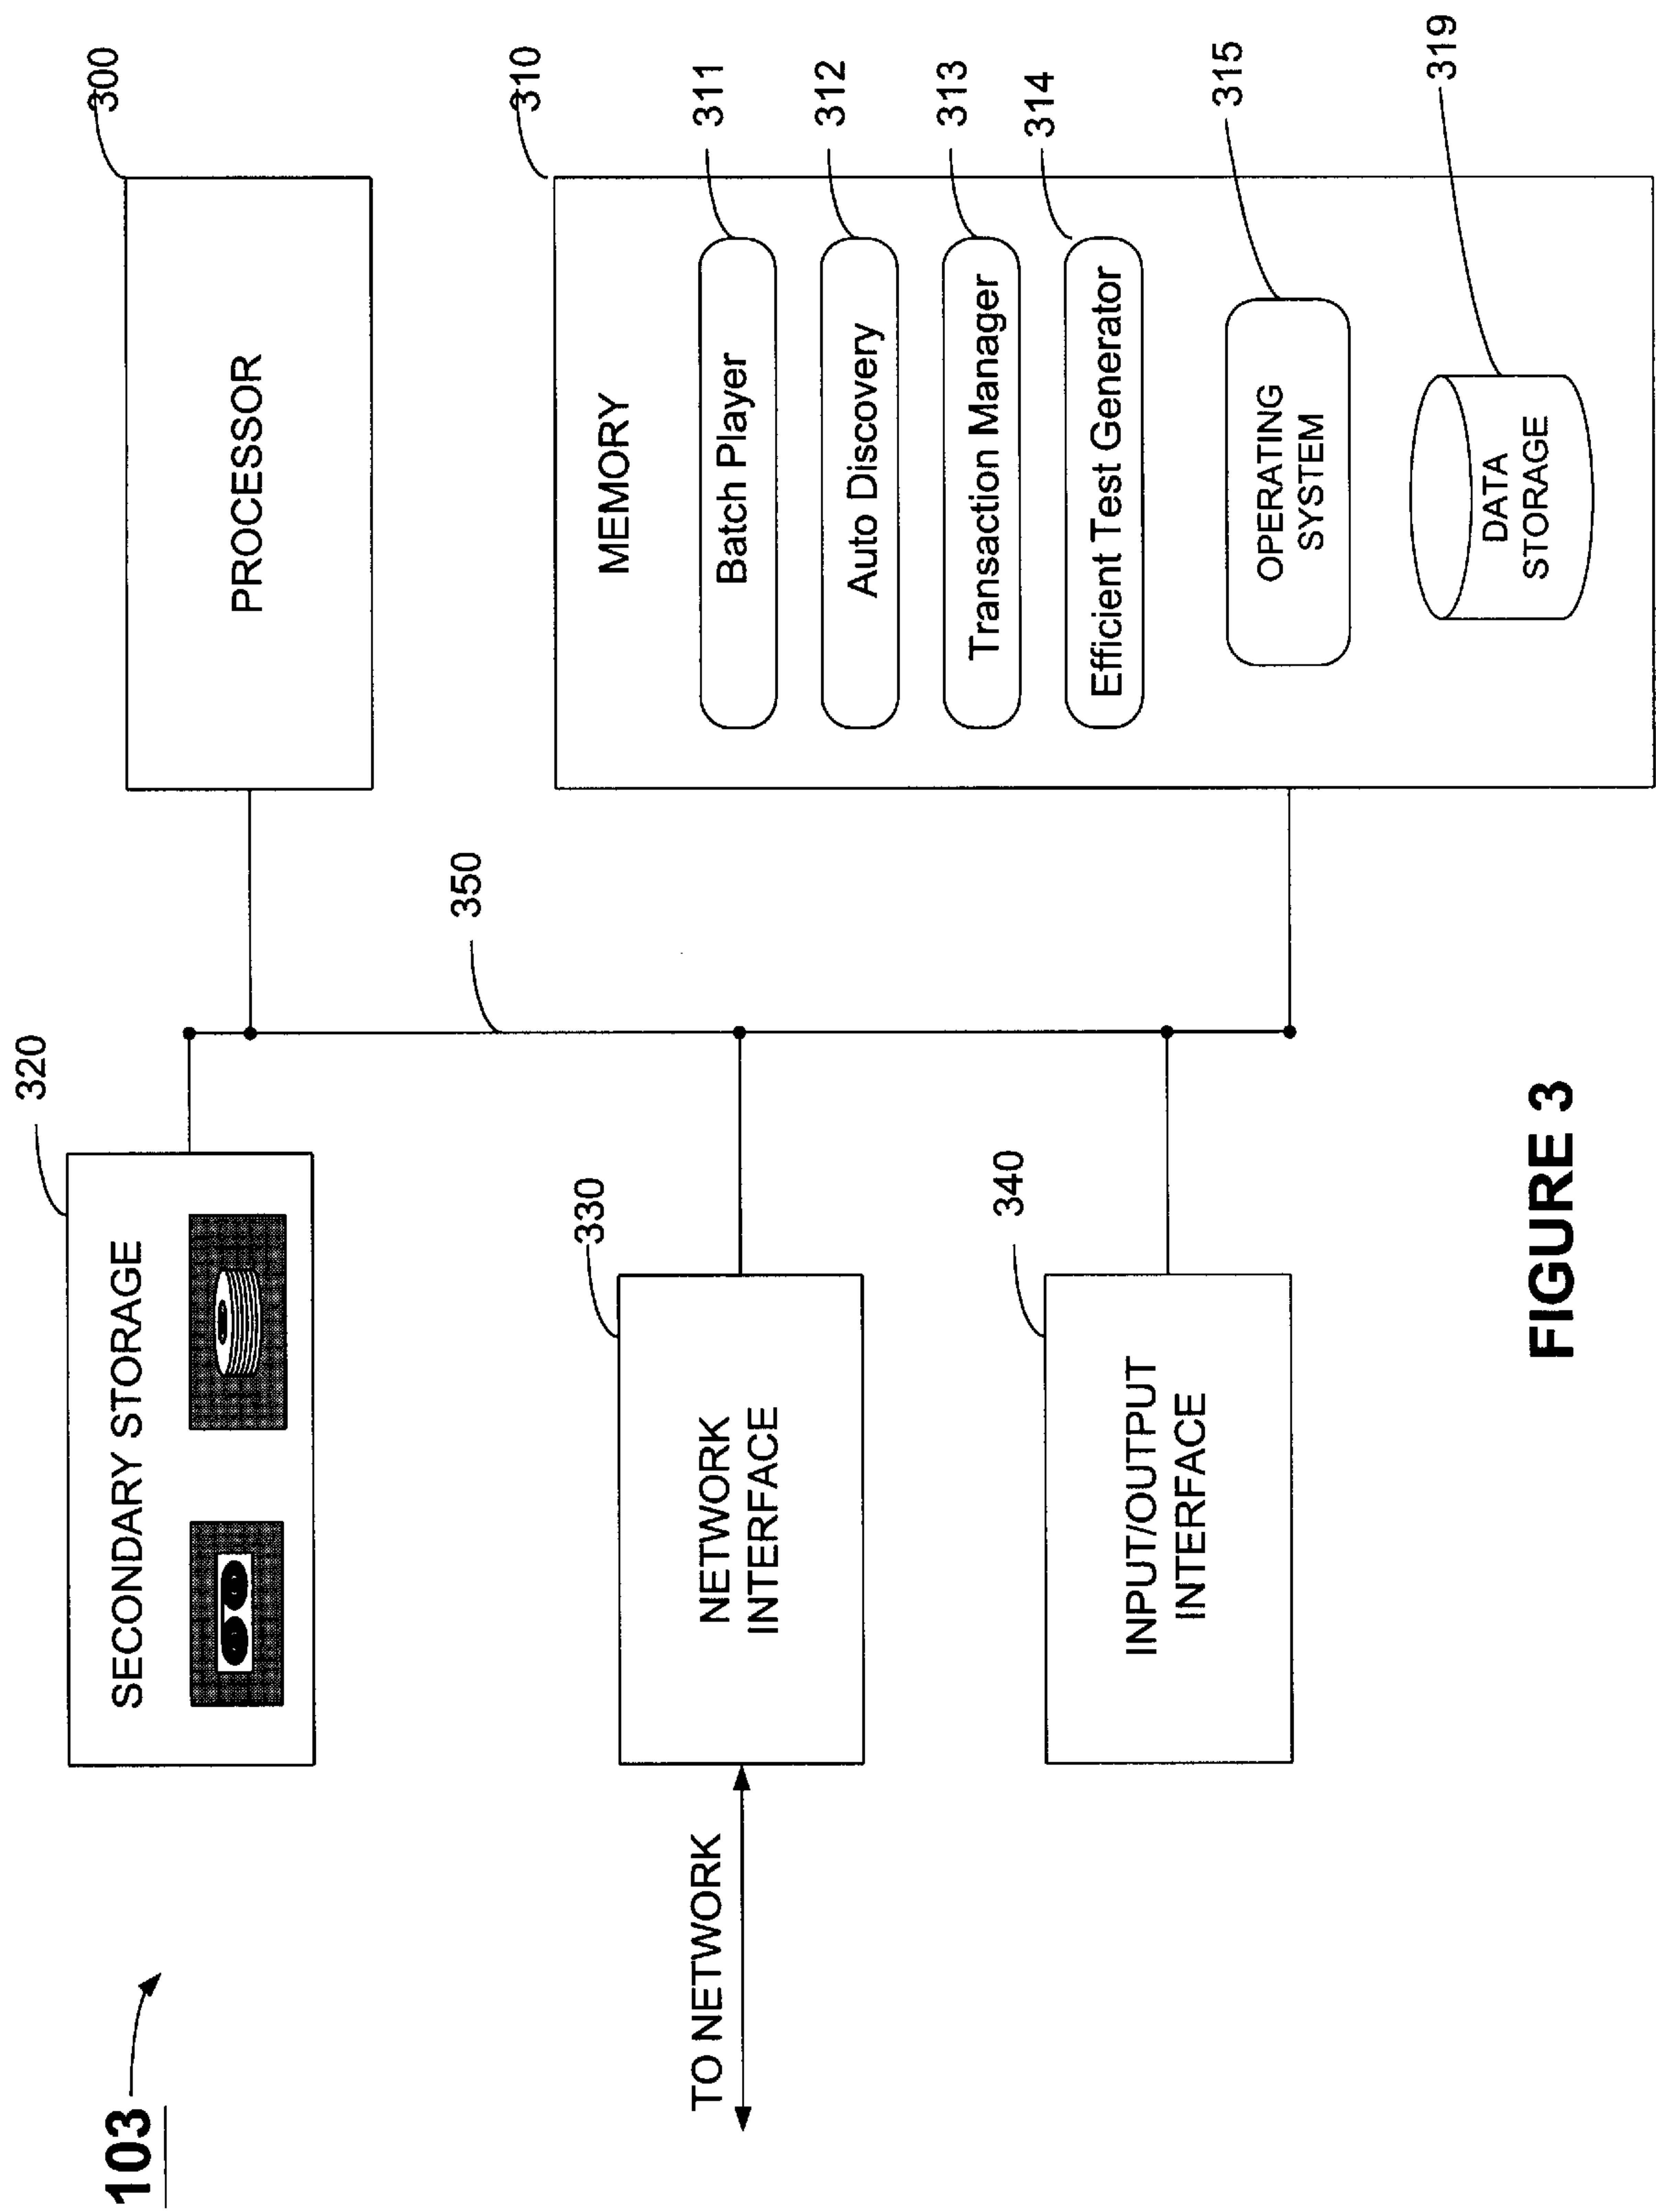 103
SECONDARY STORAGE
320
PROCESSOR
300
350
TO NETWORK
NETWORK
INTERFACE
330
INPUT/OUTPUT
INTERFACE
340
MEMORY
310
Batch Player
311
Auto Discovery
312
Transaction Manager
313
Efficient Test Generator
314
OPERATING
SYSTEM
315
DATA
STORAGE
319
FIGURE 3